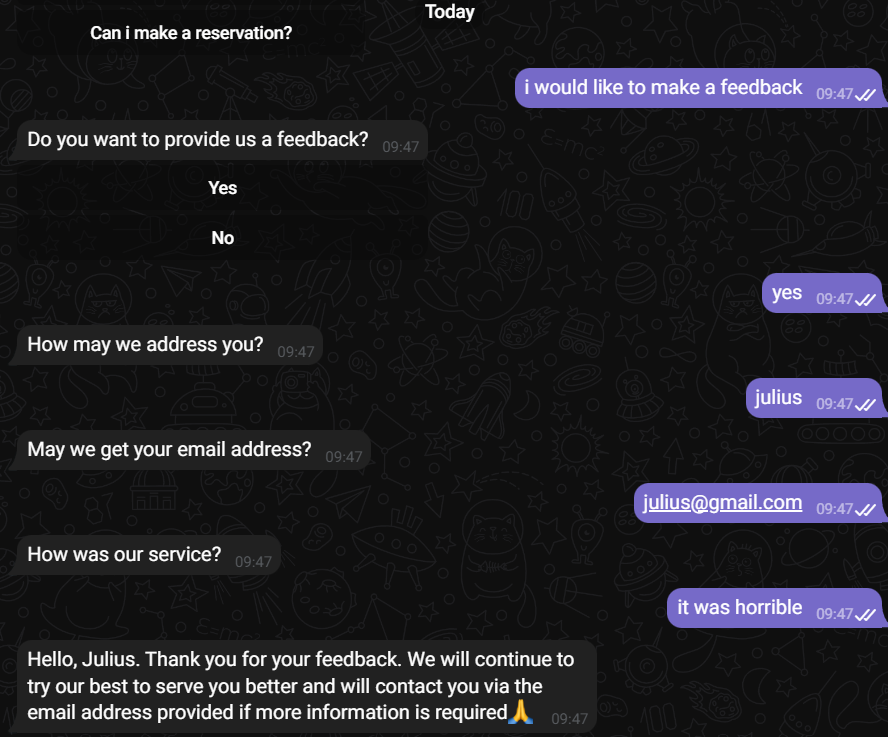 Today
Can i make a reservation?
i would like to make a feedback 09:47
Do you want to provide us a feedback? 09:47
Yes
No
yes 09:47
How may we address you? 09:47
julius 09:47
May we get your email address? 09:47
julius@gmail.com 09:47
How was our service? 09:47
it was horrible 09:47
Hello, Julius. Thank you for your feedback. We will continue to
try our best to serve you better and will contact you via the
email address provided if more information is required🙏 09:47